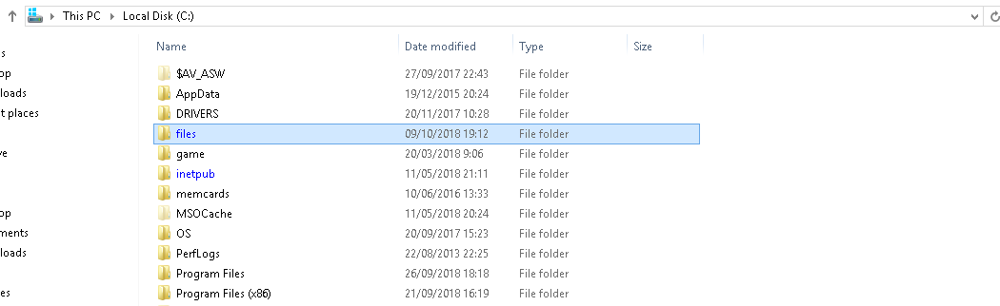 This PC Local Disk (C:)
Name Date modified Type Size
s
op $AV_ASW 27/09/2017 22:43 File folder
loads AppData 19/12/2015 20:24 File folder
t places DRIVERS 20/11/2017 10:28 File folder
files 09/10/2018 19:12 File folder
ve game 20/03/2018 9:06 File folder
inetpub 11/05/2018 21:11 File folder
memcards 10/06/2016 13:33 File folder
op MSOCache 11/05/2018 20:24 File folder
ments OS 20/09/2017 15:23 File folder
loads PerfLogs 22/08/2013 22:25 File folder
Program Files 26/09/2018 18:18 File folder
es Program Files (x86) 21/09/2018 16:19 File folder